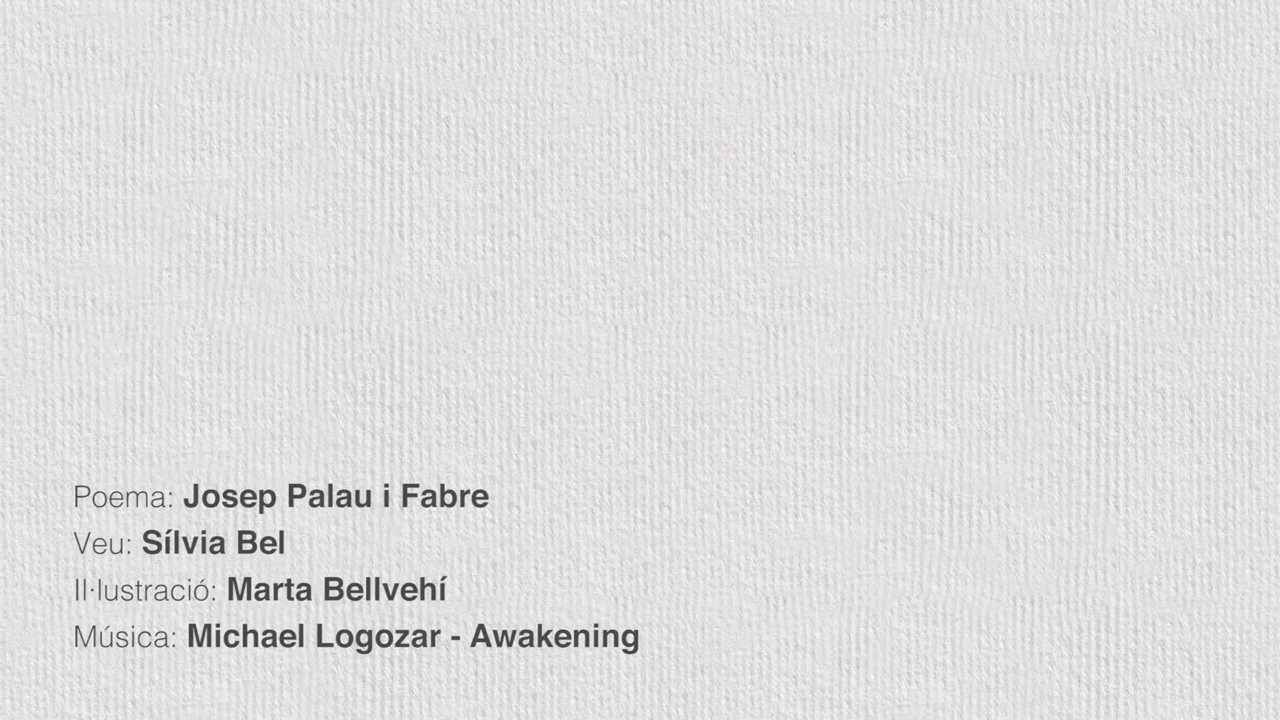 Poema: Josep Palau i Fabre
Veu: Sílvia Bel
Il·lustració: Marta Bellvehí
Música: Michael Logozar - Awakening